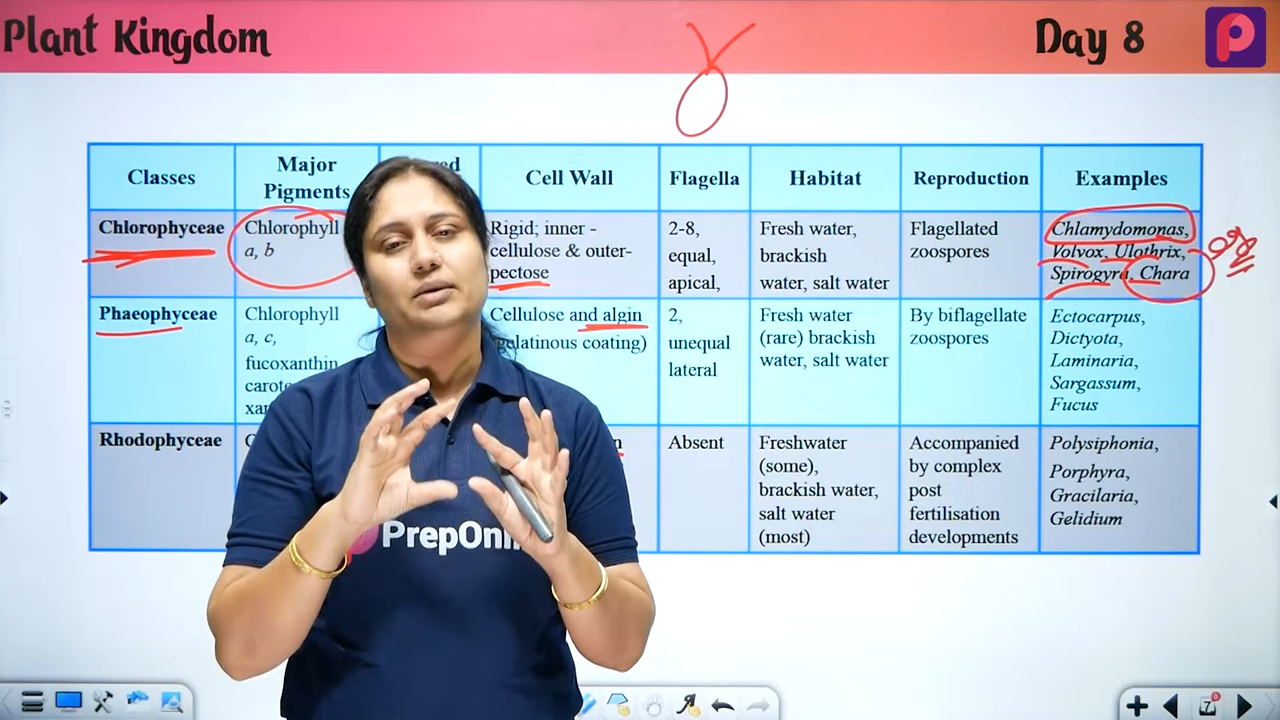 Plant Kingdom
Day 8
Classes
Major
Pigments
Cell Wall
Flagella
Habitat
Reproduction
Examples
Chlorophyceae
Chlorophyll
a, b
Rigid; inner -
cellulose & outer-
pectose
2-8,
equal,
apical,
Fresh water,
brackish
water, salt water
Flagellated
zoospores
Chlamydomonas,
Volvox, Ulothrix,
Spirogyra, Chara
Phaeophyceae
Chlorophyll
a, c,
fucoxanthin
Cellulose and algin
gelatinous coating)
2,
unequal
lateral
Fresh water
(rare) brackish
water, salt water
By biflagellate
zoospores
Ectocarpus,
Dictyota,
Laminaria,
Sargassum,
Fucus
Rhodophyceae
Absent
Freshwater
(some),
brackish water,
salt water
(most)
Accompanied
by complex
post
fertilisation
developments
Polysiphonia,
Porphyra,
Gracilaria,
Gelidium